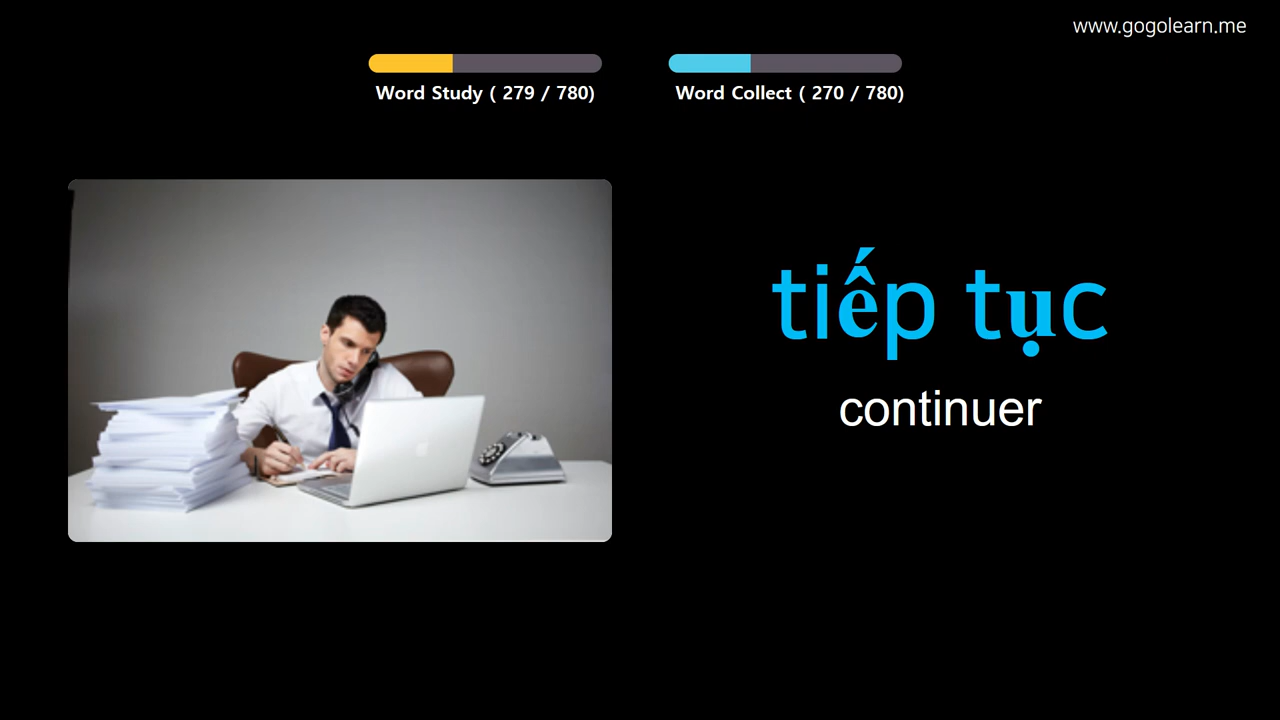 www.gogolearn.me
Word Study ( 279 / 780)
Word Collect ( 270 / 780)
tiếp tục
continuer